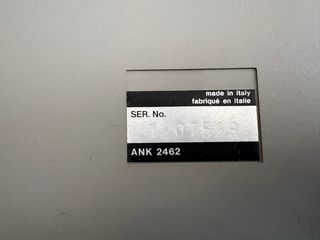 made in italy
fabriqué en italie
SER. No.
ANK 2462